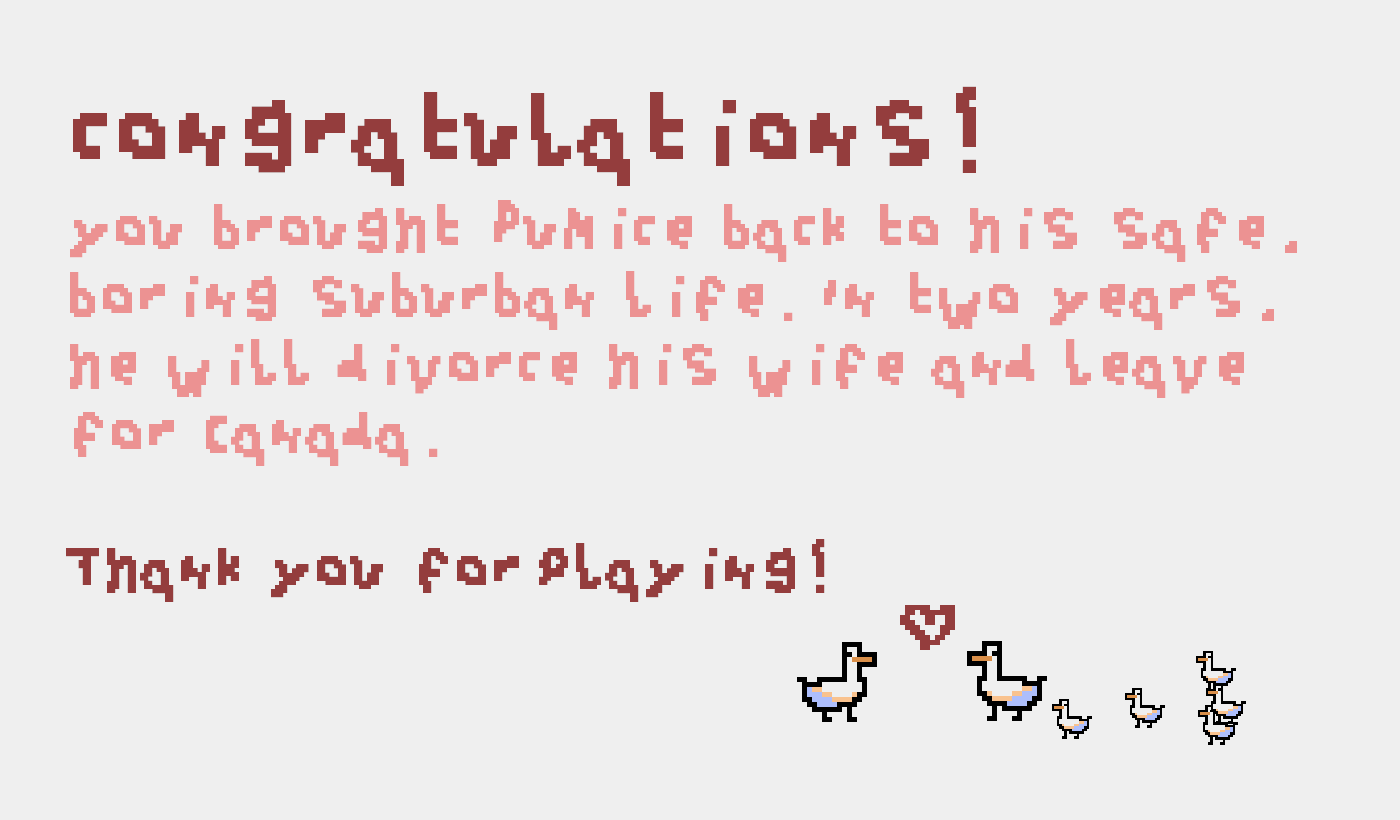 congratulations!
you brought Pumice back to his safe,
boring suburban life. In two years,
he will divorce his wife and leave
for Canada.
Thank you for playing!